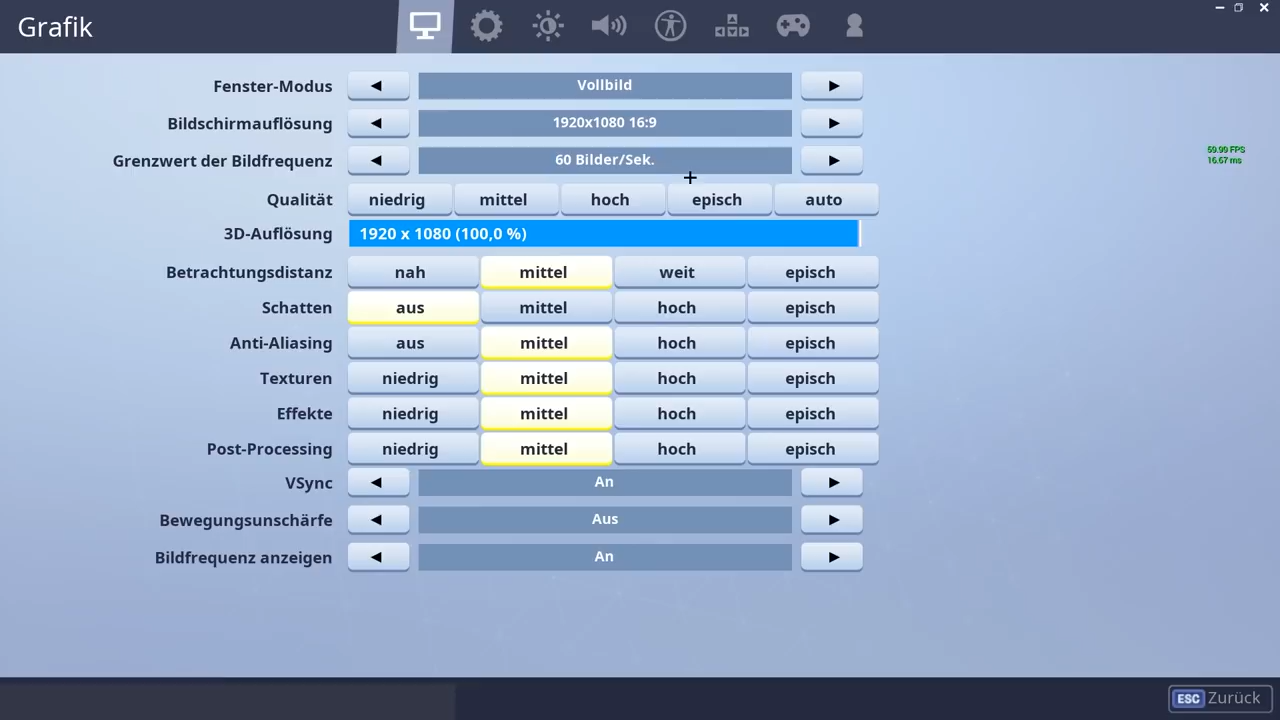 Grafik
Fenster-Modus ◀ Vollbild ▶
Bildschirmauflösung ◀ 1920x1080 16:9 ▶
Grenzwert der Bildfrequenz ◀ 60 Bilder/Sek. ▶
59.99 FPS
16.67 ms
Qualität niedrig mittel hoch episch auto
3D-Auflösung 1920 x 1080 (100,0 %)
Betrachtungsdistanz nah mittel weit episch
Schatten aus mittel hoch episch
Anti-Aliasing aus mittel hoch episch
Texturen niedrig mittel hoch episch
Effekte niedrig mittel hoch episch
Post-Processing niedrig mittel hoch episch
VSync ◀ An ▶
Bewegungsunschärfe ◀ Aus ▶
Bildfrequenz anzeigen ◀ An ▶
ESC Zurück